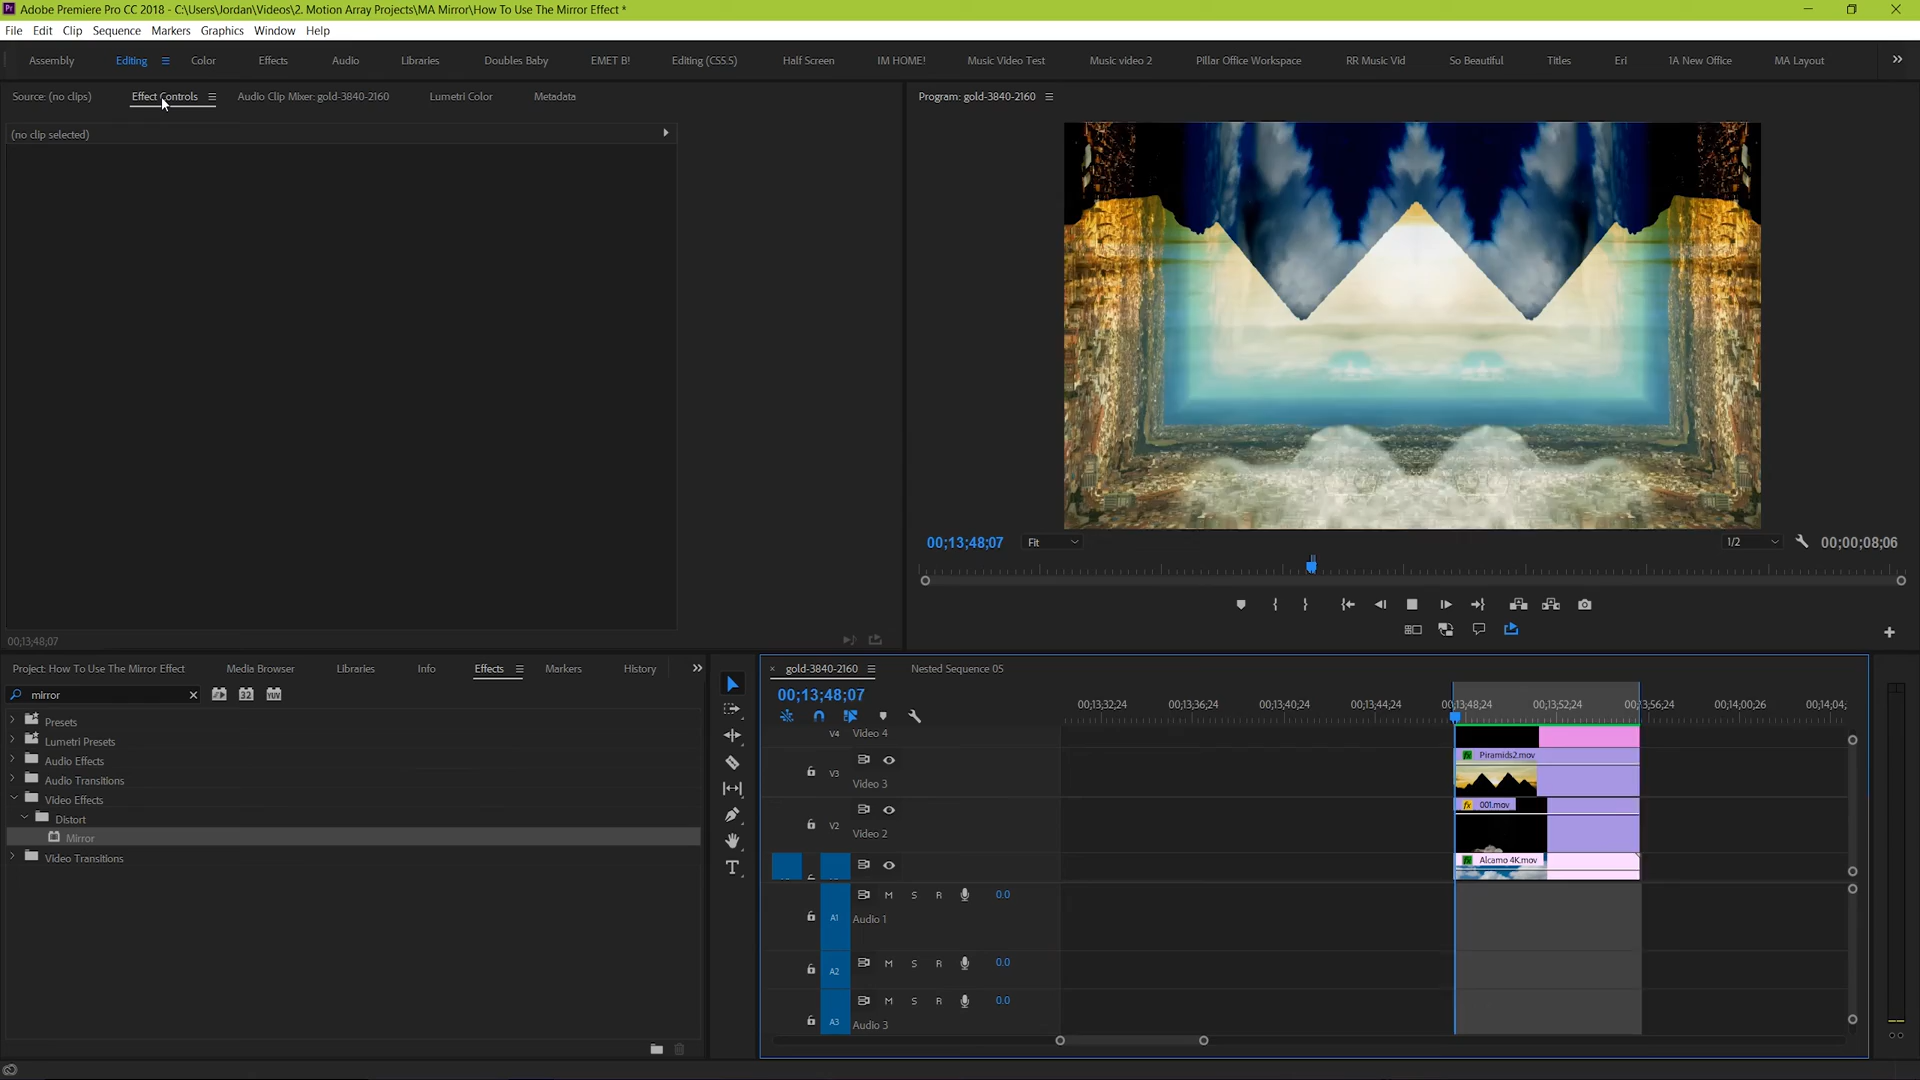 Adobe Premiere Pro CC 2018 - C:\Users\Jordan\Videos\2. Motion Array Projects\MA Mirror\How To Use The Mirror Effect *
File Edit Clip Sequence Markers Graphics Window Help
Assembly Editing Color Effects Audio Libraries Doubles Baby EMET B! Editing (CS5.5) Half Screen IM HOME! Music Video Test Music video 2 Pillar Office Workspace RR Music Vid So Beautiful Titles Erl 1A New Office MA Layout
Source: (no clips) Effect Controls Audio Clip Mixer: gold-3840-2160 Lumetri Color Metadata
(no clip selected)
00;13;48;07
Program: gold-3840-2160
00;13;48;07 Fit 1/2 00;00;08;06
Project: How To Use The Mirror Effect Media Browser Libraries Info Effects Markers History
mirror 32 YUV
Presets
Lumetri Presets
Audio Effects
Audio Transitions
Video Effects
Distort
Mirror
Video Transitions
gold-3840-2160 Nested Sequence 05
00;13;48;07
00;13;32;24 00;13;36;24 00;13;40;24 00;13;44;24 00;13;48;24 00;13;52;24 00;13;56;24 00;14;00;26 00;14;04;
V4 Video 4
V3 Video 3
Piramids2.mov
V2 Video 2
001.mov
Alcamo 4K.mov
A1 M S R 0.0
Audio 1
A2 M S R 0.0
A3 M S R 0.0
Audio 3